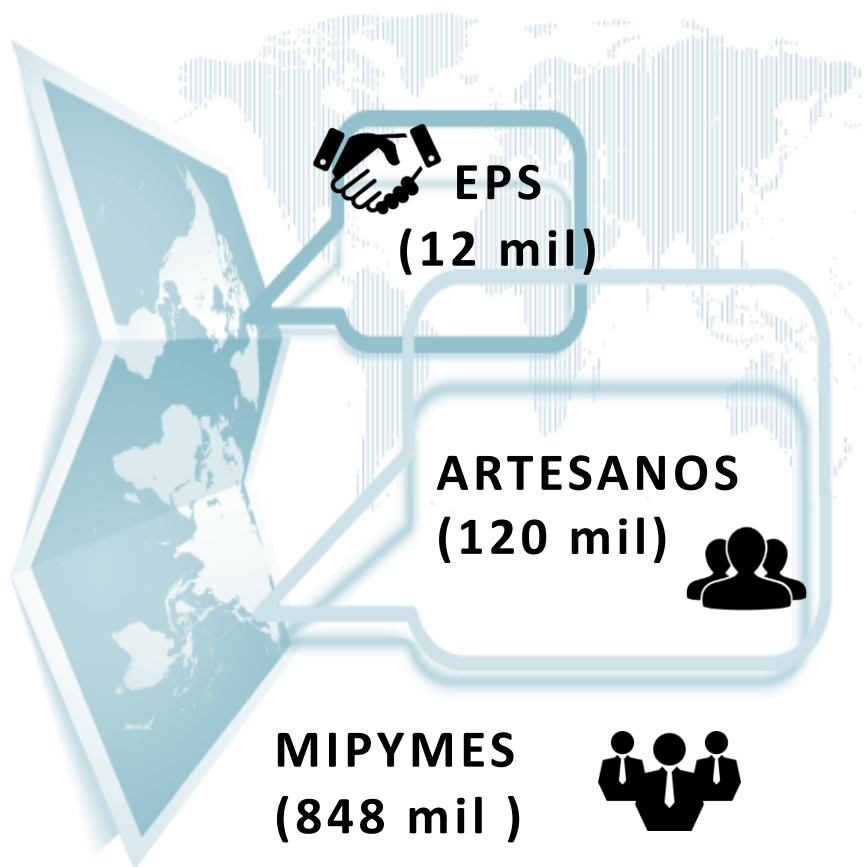 EPS
(12 mil)
ARTESANOS
(120 mil)
MIPYMES
(848 mil )